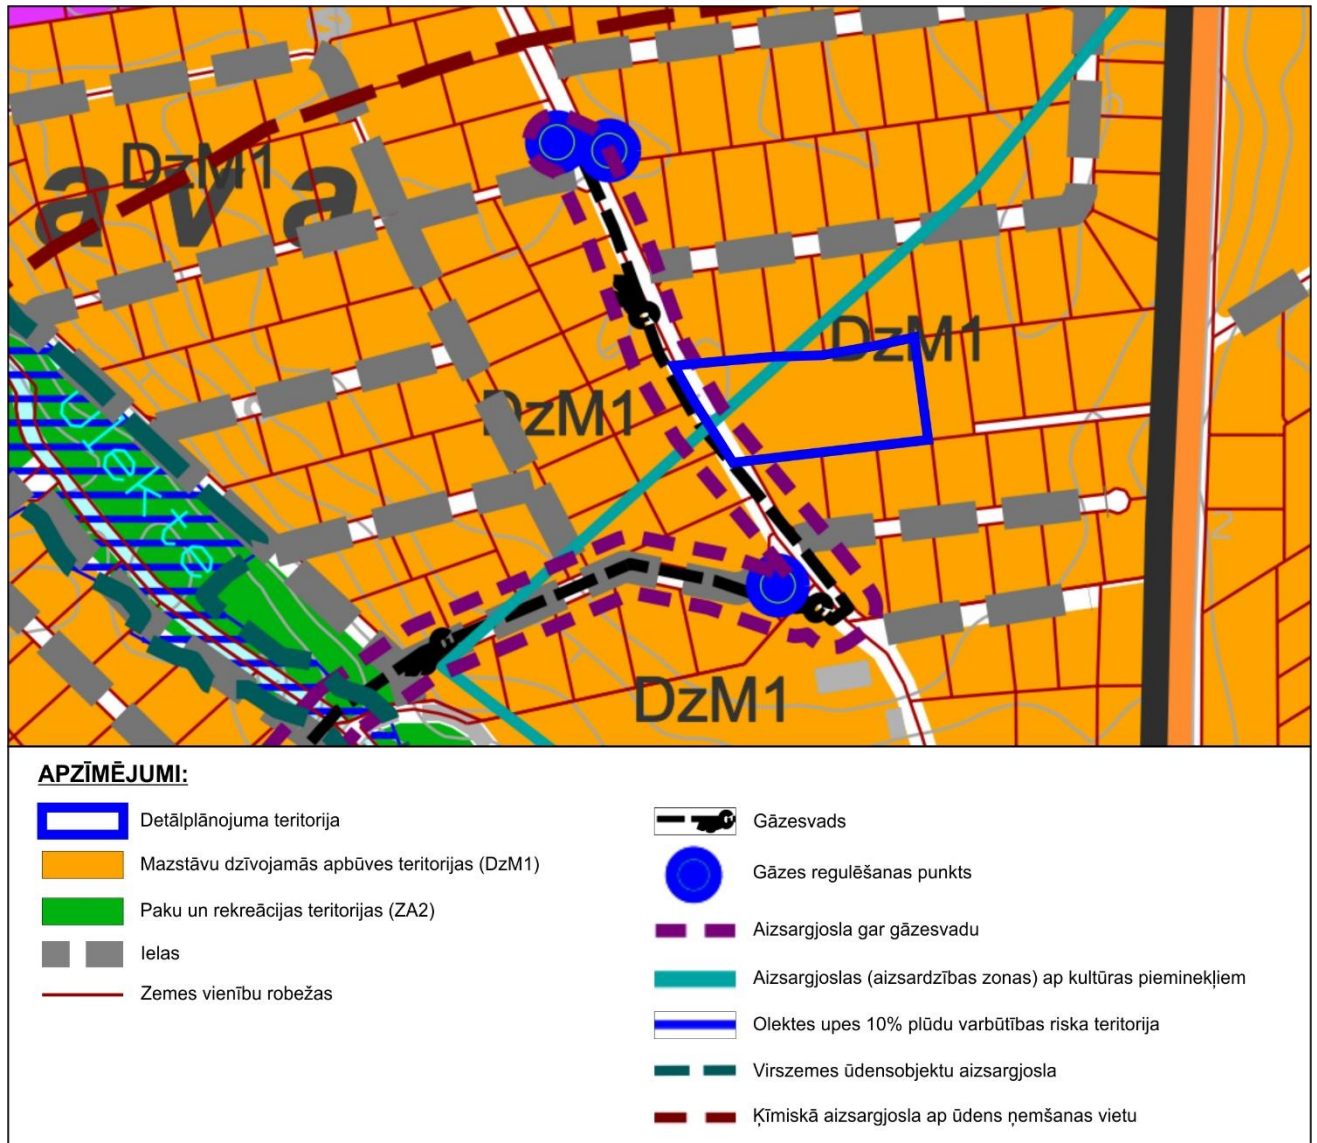 DzM1
ava
DzM1
DzM1
DzM1
APZĪMĒJUMI:
Detālplānojuma teritorija
Mazstāvu dzīvojamās apbūves teritorijas (DzM1)
Paku un rekreācijas teritorijas (ZA2)
Ielas
Zemes vienību robežas
Gāzesvads
Gāzes regulēšanas punkts
Aizsargjosla gar gāzesvadu
Aizsargjoslas (aizsardzības zonas) ap kultūras pieminekļiem
Olektes upes 10% plūdu varbūtības riska teritorija
Virszemes ūdensobjektu aizsargjosla
Ķīmiskā aizsargjosla ap ūdens ņemšanas vietu